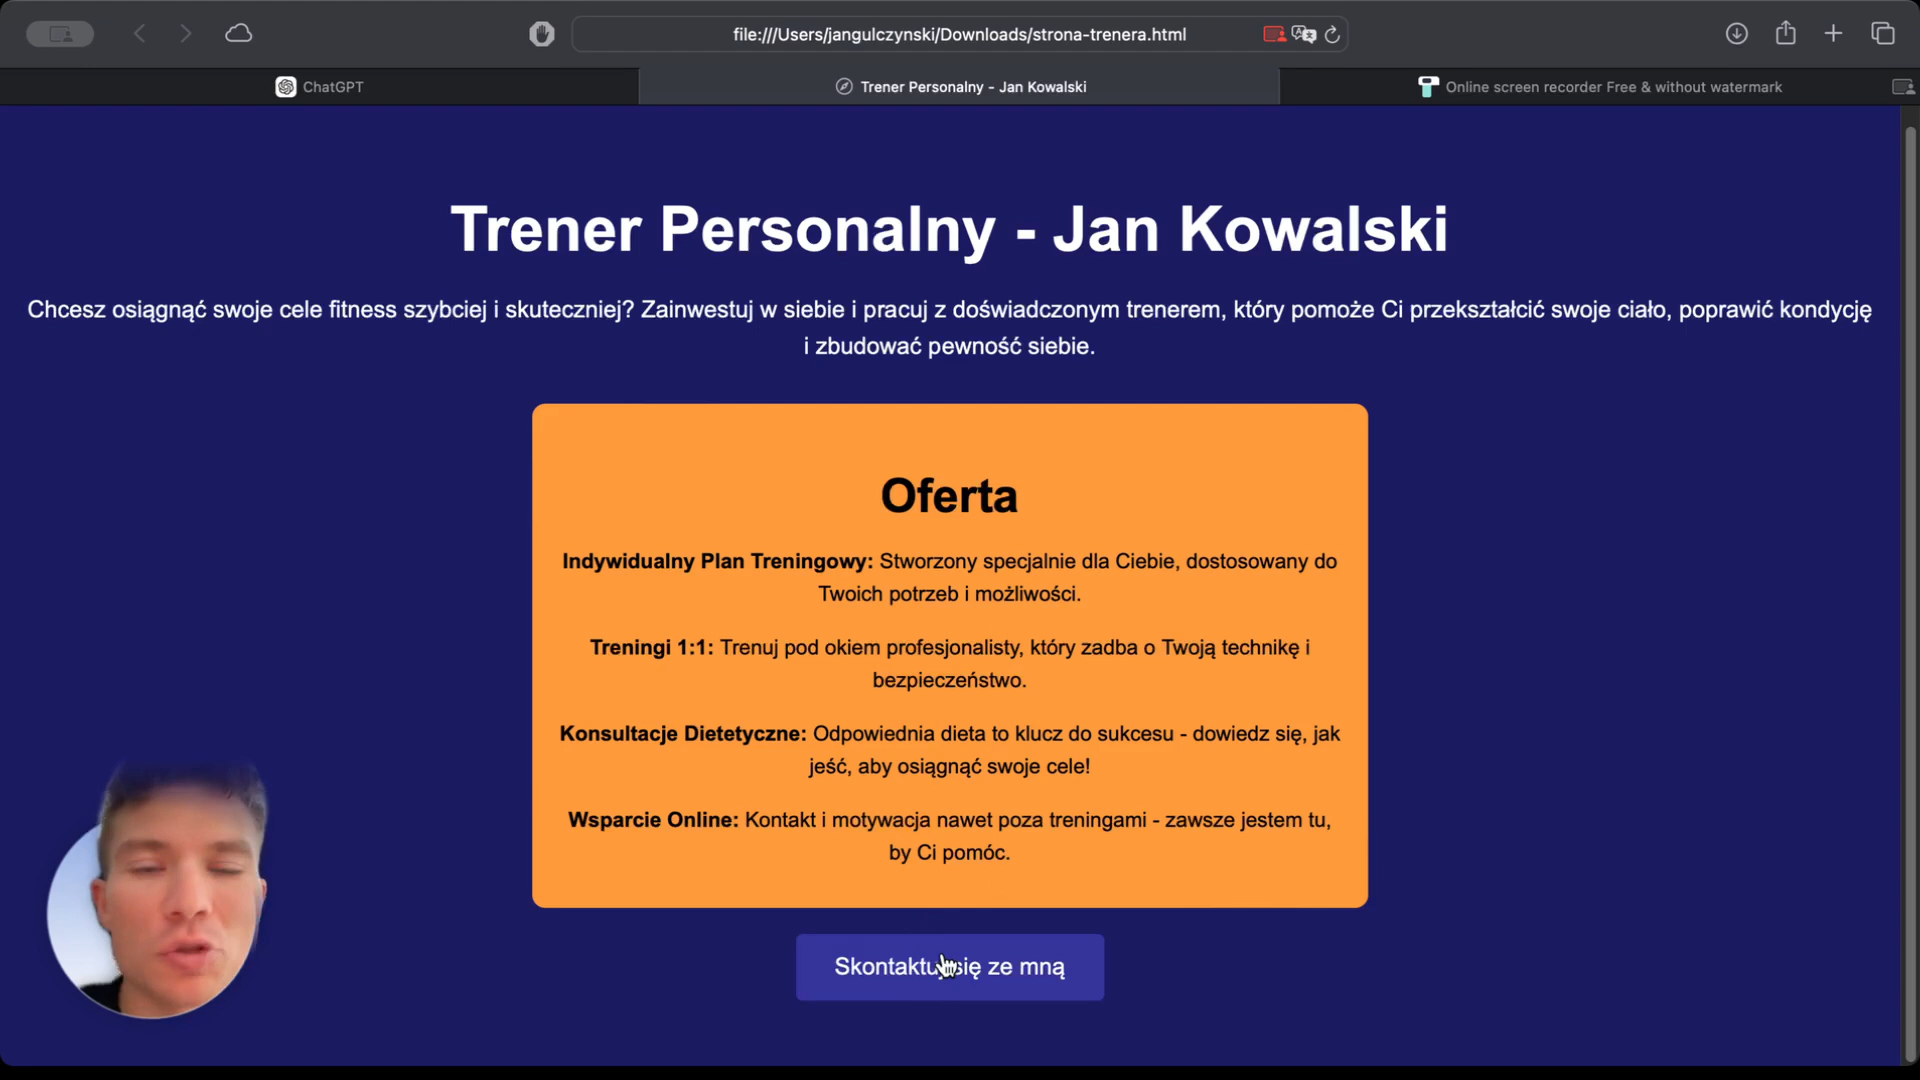 file:///Users/jangulczynski/Downloads/strona-trenera.html
ChatGPT
Trener Personalny - Jan Kowalski
Online screen recorder Free & without watermark
Trener Personalny - Jan Kowalski
Chcesz osiągnąć swoje cele fitness szybciej i skuteczniej? Zainwestuj w siebie i pracuj z doświadczonym trenerem, który pomoże Ci przekształcić swoje ciało, poprawić kondycję
i zbudować pewność siebie.
Oferta
Indywidualny Plan Treningowy: Stworzony specjalnie dla Ciebie, dostosowany do
Twoich potrzeb i możliwości.
Treningi 1:1: Trenuj pod okiem profesjonalisty, który zadba o Twoją technikę i
bezpieczeństwo.
Konsultacje Dietetyczne: Odpowiednia dieta to klucz do sukcesu - dowiedz się, jak
jeść, aby osiągnąć swoje cele!
Wsparcie Online: Kontakt i motywacja nawet poza treningami - zawsze jestem tu,
by Ci pomóc.
Skontaktuj się ze mną